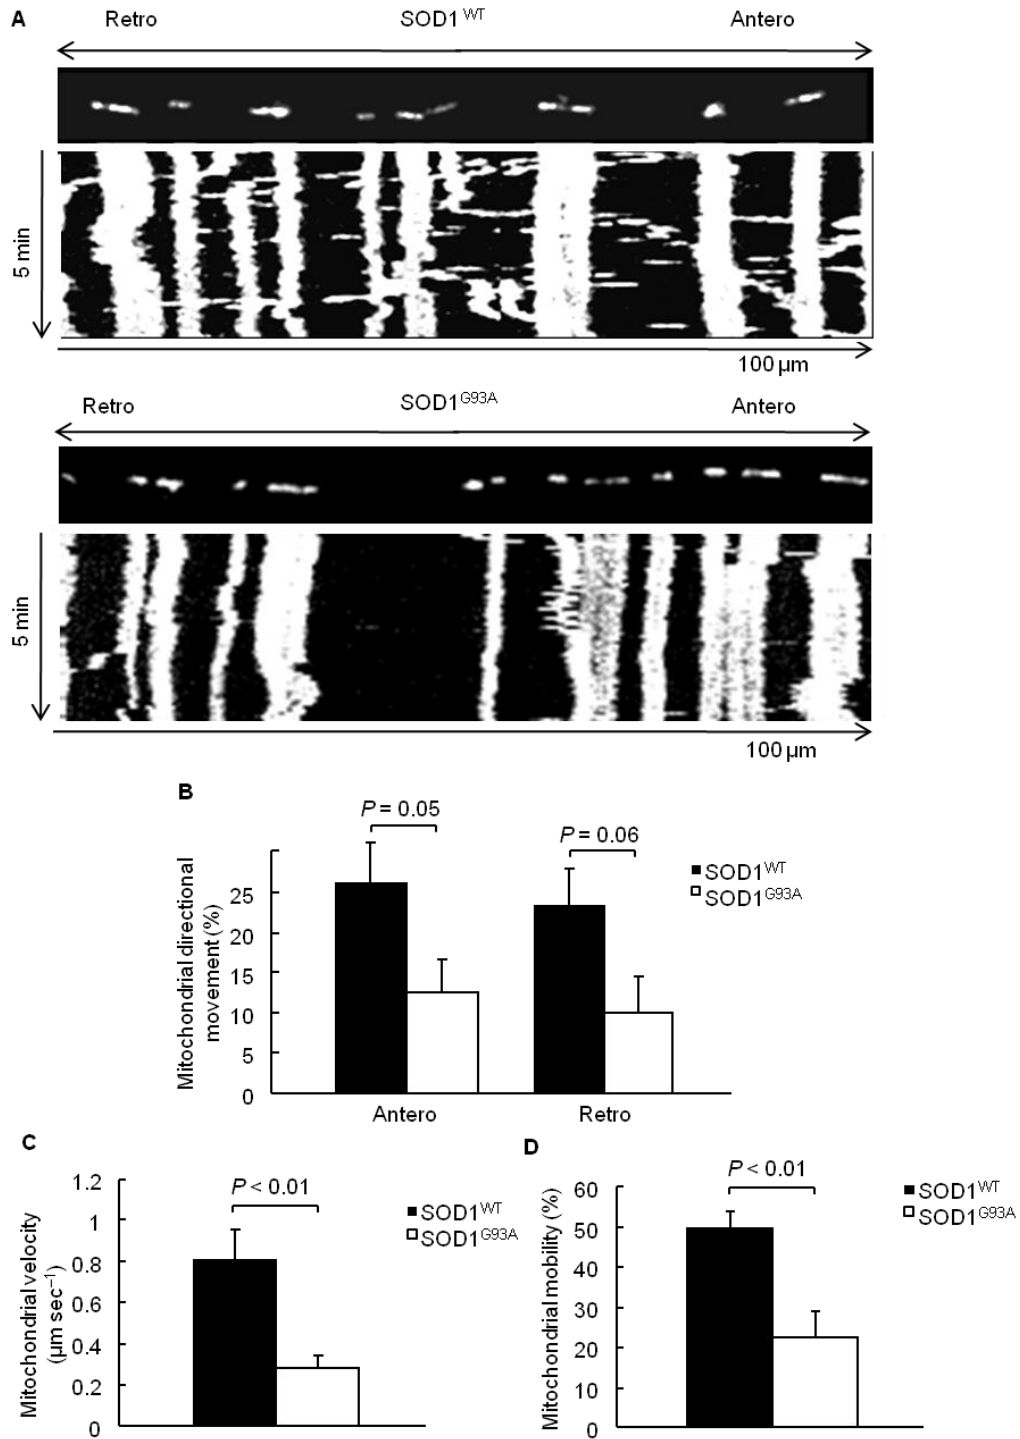 A
Retro SOD1 WT Antero
5 min
100 µm
Retro SOD1G93A Antero
5 min
100 µm
B
P = 0.05
P = 0.06
SOD1WT
SOD1G93A
Mitochondrial directional
movement (%)
25
20
15
10
5
0
Antero Retro
C
P < 0.01
SOD1WT
SOD1G93A
Mitochondrial velocity
(µm sec–1)
1.2
1
0.8
0.6
0.4
0.2
0
D
P < 0.01
SOD1WT
SOD1G93A
Mitochondrial mobility (%)
60
50
40
30
20
10
0